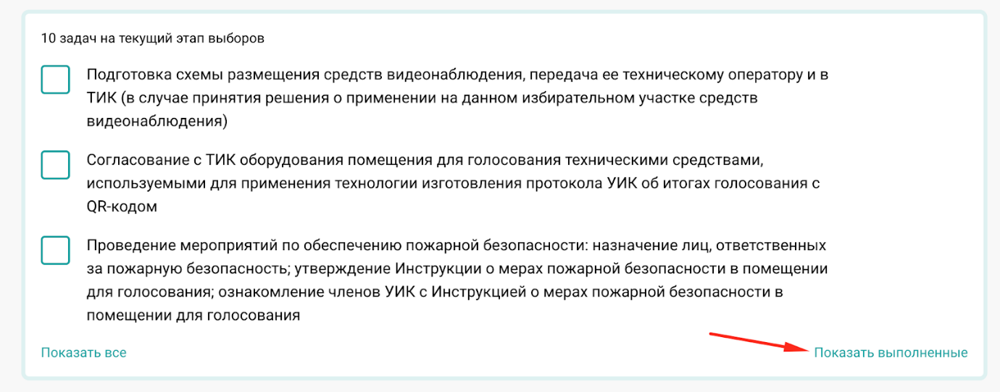 10 задач на текущий этап выборов
Подготовка схемы размещения средств видеонаблюдения, передача ее техническому оператору и в
ТИК (в случае принятия решения о применении на данном избирательном участке средств
видеонаблюдения)
Согласование с ТИК оборудования помещения для голосования техническими средствами,
используемыми для применения технологии изготовления протокола УИК об итогах голосования с
QR-кодом
Проведение мероприятий по обеспечению пожарной безопасности: назначение лиц, ответственных
за пожарную безопасность; утверждение Инструкции о мерах пожарной безопасности в помещении
для голосования; ознакомление членов УИК с Инструкцией о мерах пожарной безопасности в
помещении для голосования
Показать все
Показать выполненные